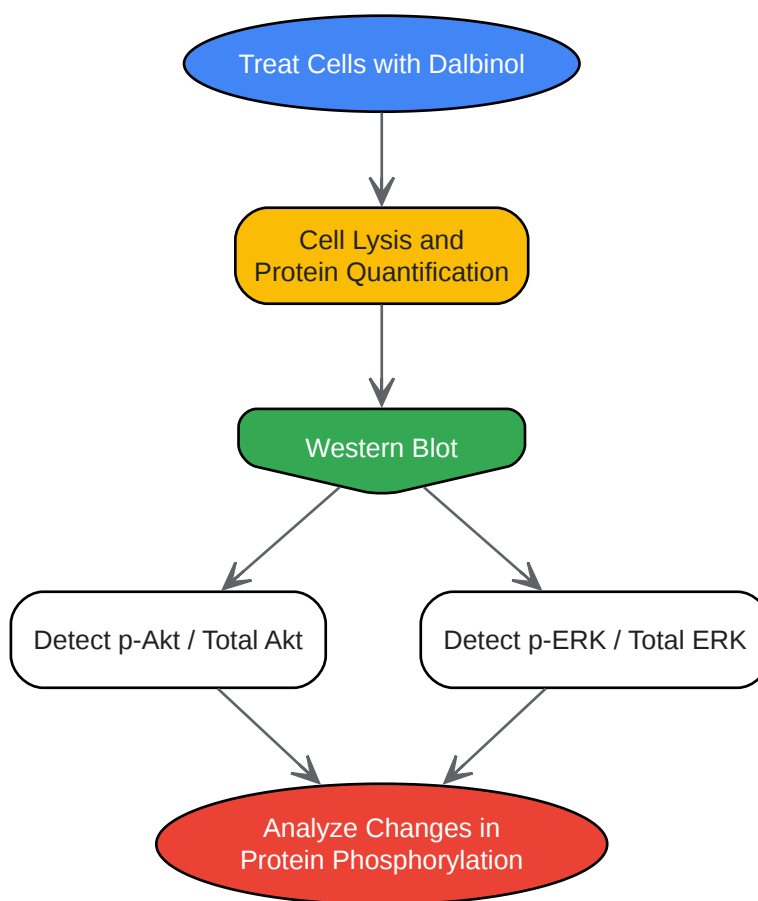 Treat Cells with Dalbinol
Cell Lysis and
Protein Quantification
Western Blot
Detect p-Akt / Total Akt
Detect p-ERK / Total ERK
Analyze Changes in
Protein Phosphorylation